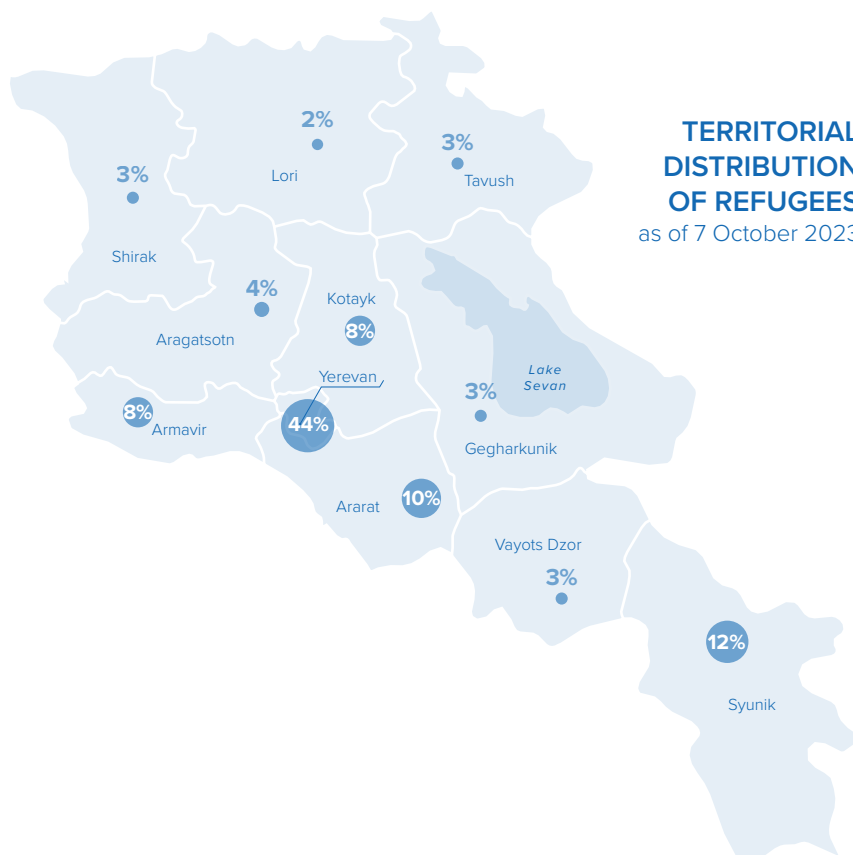 TERRITORIAL
DISTRIBUTION
OF REFUGEES
as of 7 October 2023
2%
Lori
3%
Tavush
3%
Shirak
4%
Aragatsotn
Kotayk
8%
Yerevan
44%
8%
Armavir
Lake
Sevan
3%
Gegharkunik
10%
Ararat
Vayots Dzor
3%
12%
Syunik